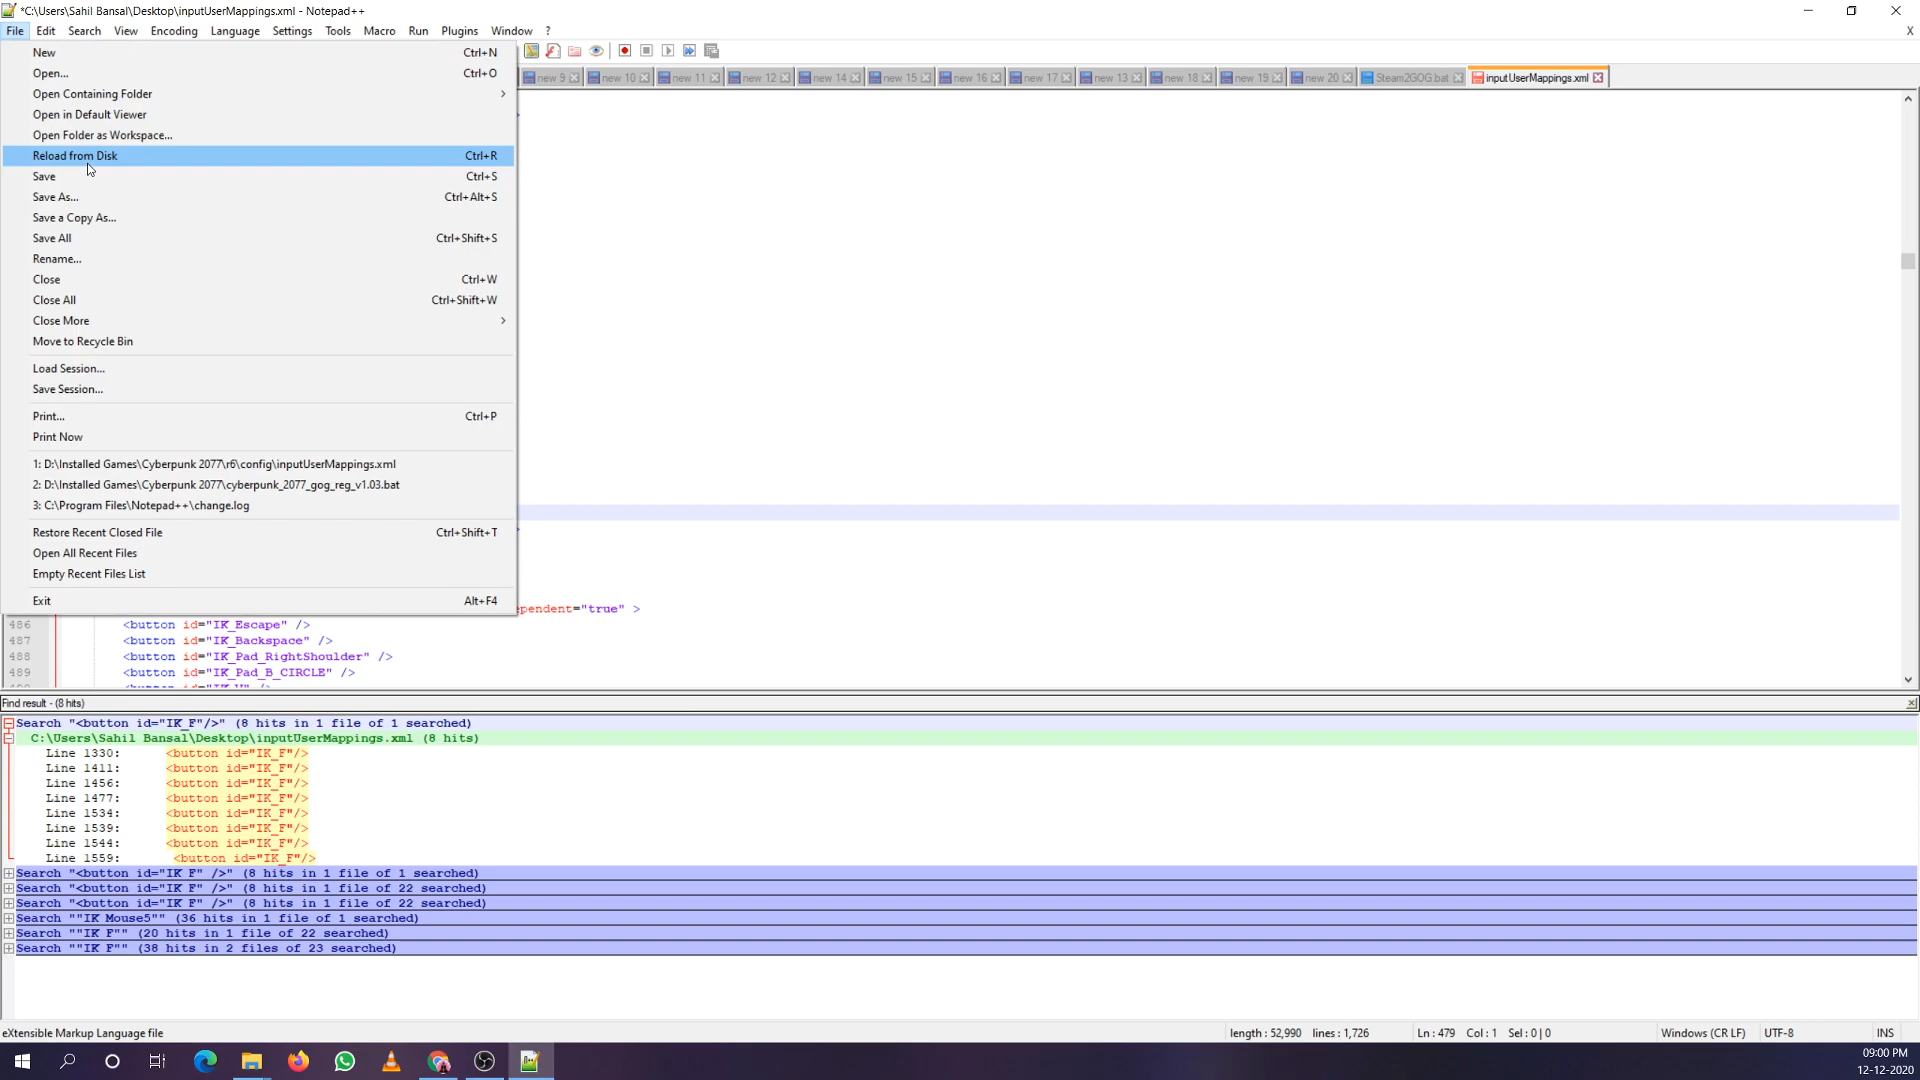 *C:\Users\Sahil Bansal\Desktop\inputUserMappings.xml - Notepad++
File Edit Search View Encoding Language Settings Tools Macro Run Plugins Window ? X
new 9 new 10 new 11 new 12 new 14 new 15 new 16 new 17 new 13 new 18 new 19 new 20 Steam2GOG.bat inputUserMappings.xml
New Ctrl+N
Open... Ctrl+O
Open Containing Folder
Open in Default Viewer
Open Folder as Workspace...
Reload from Disk Ctrl+R
Save Ctrl+S
Save As... Ctrl+Alt+S
Save a Copy As...
Save All Ctrl+Shift+S
Rename...
Close Ctrl+W
Close All Ctrl+Shift+W
Close More
Move to Recycle Bin
Load Session...
Save Session...
Print... Ctrl+P
Print Now
1: D:\Installed Games\Cyberpunk 2077\r6\config\inputUserMappings.xml
2: D:\Installed Games\Cyberpunk 2077\cyberpunk_2077_gog_reg_v1.03.bat
3: C:\Program Files\Notepad++\change.log
Restore Recent Closed File Ctrl+Shift+T
Open All Recent Files
Empty Recent Files List
Exit Alt+F4
pendent="true" >
486 <button id="IK_Escape" />
487 <button id="IK_Backspace" />
488 <button id="IK_Pad_RightShoulder" />
489 <button id="IK_Pad_B_CIRCLE" />
Find result - (8 hits)
Search "<button id="IK_F"/>" (8 hits in 1 file of 1 searched)
C:\Users\Sahil Bansal\Desktop\inputUserMappings.xml (8 hits)
Line 1330: <button id="IK_F"/>
Line 1411: <button id="IK_F"/>
Line 1456: <button id="IK_F"/>
Line 1477: <button id="IK_F"/>
Line 1534: <button id="IK_F"/>
Line 1539: <button id="IK_F"/>
Line 1544: <button id="IK_F"/>
Line 1559: <button id="IK_F"/>
Search "<button id="IK_F" />" (8 hits in 1 file of 1 searched)
Search "<button id="IK_F" />" (8 hits in 1 file of 22 searched)
Search "<button id="IK_F" />" (8 hits in 1 file of 22 searched)
Search ""IK_Mouse5"" (36 hits in 1 file of 1 searched)
Search ""IK_F"" (20 hits in 1 file of 22 searched)
Search ""IK_F"" (38 hits in 2 files of 23 searched)
eXtensible Markup Language file length : 52,990 lines : 1,726 Ln : 479 Col : 1 Sel : 0 | 0 Windows (CR LF) UTF-8 INS
09:00 PM
12-12-2020